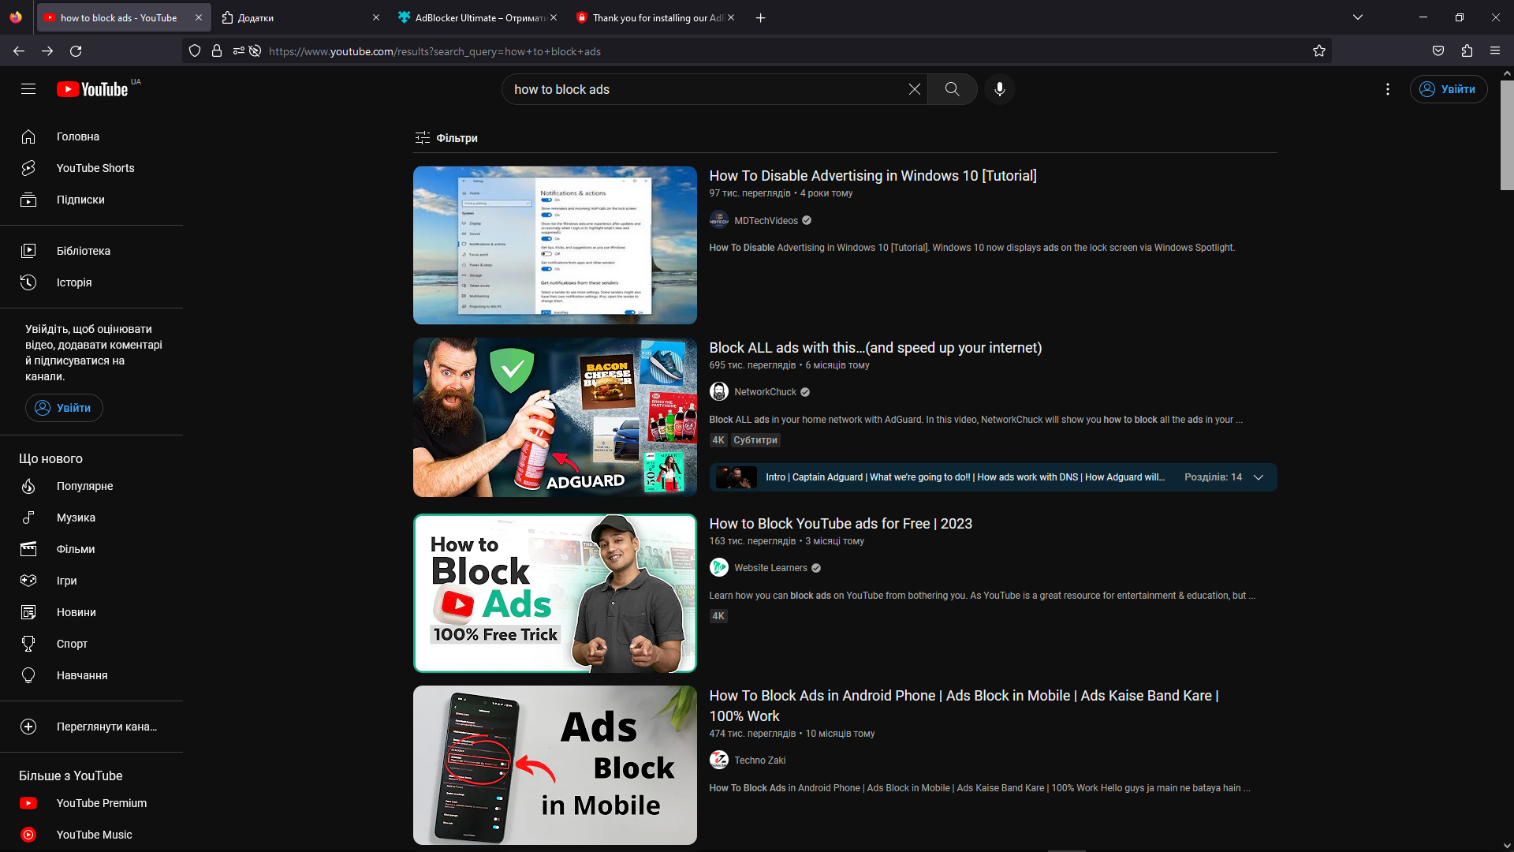 how to block ads - YouTube
Додатки
AdBlocker Ultimate – Отримати
Thank you for installing our Adl
https://www.youtube.com/results?search_query=how+to+block+ads
YouTube UA
how to block ads
Увійти
Головна
YouTube Shorts
Підписки
Бібліотека
Історія
Увійдіть, щоб оцінювати
відео, додавати коментарі
й підписуватися на
канали.
Увійти
Що нового
Популярне
Музика
Фільми
Ігри
Новини
Спорт
Навчання
Переглянути кана...
Більше з YouTube
YouTube Premium
YouTube Music
Фільтри
Notifications & actions
Get notifications from these senders
How To Disable Advertising in Windows 10 [Tutorial]
97 тис. переглядів • 4 роки тому
MDTechVideos
How To Disable Advertising in Windows 10 [Tutorial]. Windows 10 now displays ads on the lock screen via Windows Spotlight.
BACON
CHEESE
ADGUARD
Block ALL ads with this...(and speed up your internet)
695 тис. переглядів • 6 місяців тому
NetworkChuck
Block ALL ads in your home network with AdGuard. In this video, NetworkChuck will show you how to block all the ads in your ...
4K Субтитри
Intro | Captain Adguard | What we're going to do!! | How ads work with DNS | How Adguard will...
Розділів: 14
How to
Block
Ads
100% Free Trick
How to Block YouTube ads for Free | 2023
163 тис. переглядів • 3 місяці тому
Website Learners
Learn how you can block ads on YouTube from bothering you. As YouTube is a great resource for entertainment & education, but ...
4K
Ads
Block
in Mobile
How To Block Ads in Android Phone | Ads Block in Mobile | Ads Kaise Band Kare |
100% Work
474 тис. переглядів • 10 місяців тому
Techno Zaki
How To Block Ads in Android Phone | Ads Block in Mobile | Ads Kaise Band Kare | 100% Work Hello guys ja main ne bataya hain ...